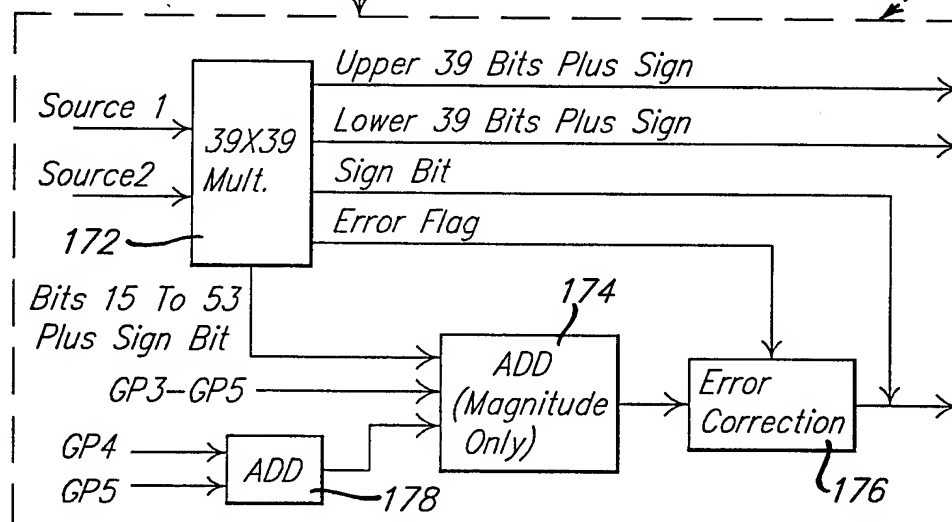 Upper 39 Bits Plus Sign
Source 1
39X39
Mult.
Lower 39 Bits Plus Sign
Source2
Sign Bit
172
Error Flag
Bits 15 To 53
Plus Sign Bit
174
ADD
(Magnitude
Only)
GP3-GP5
Error
Correction
GP4
GP5
ADD
178
176